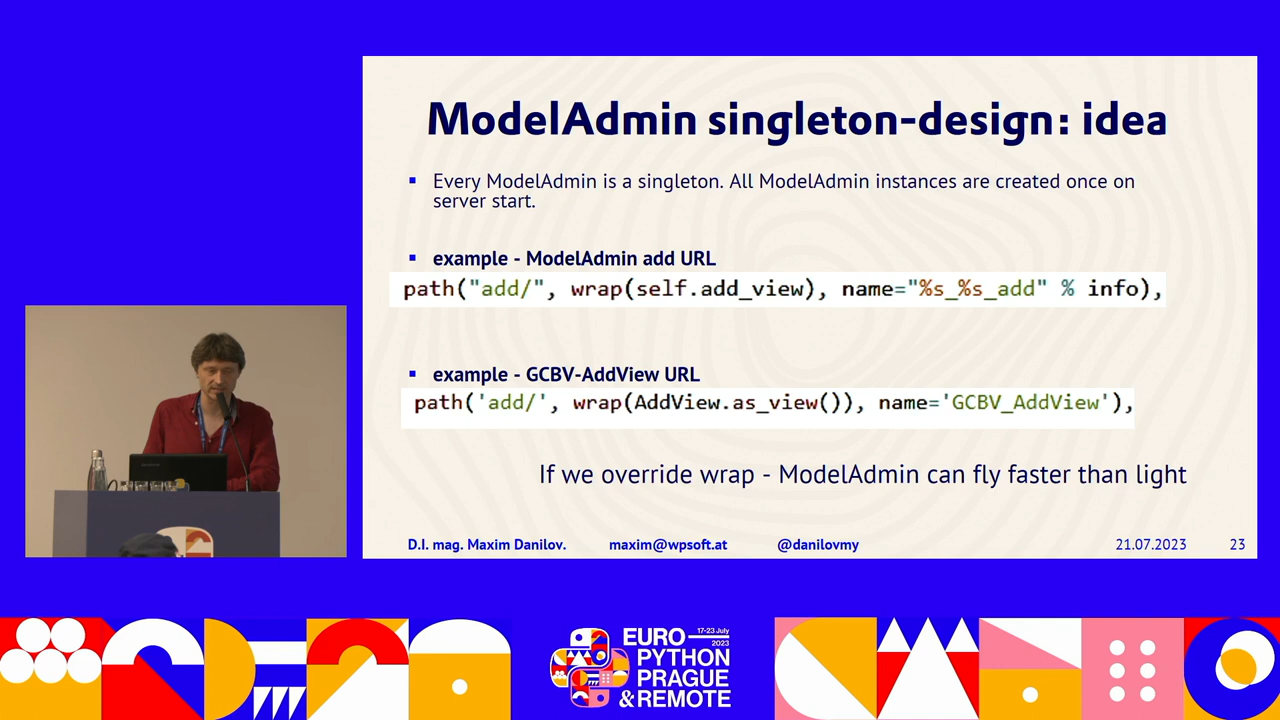 ModelAdmin singleton-design: idea
▪ Every ModelAdmin is a singleton. All ModelAdmin instances are created once on
server start.
▪ example - ModelAdmin add URL
path("add/", wrap(self.add_view), name="%s_%s_add" % info),
▪ example - GCBV-AddView URL
path('add/', wrap(AddView.as_view()), name='GCBV_AddView'),
If we override wrap - ModelAdmin can fly faster than light
D.I. mag. Maxim Danilov. maxim@wpsoft.at @danilovmy 21.07.2023 23
EURO 17-23 July 2023
PYTHON
PRAGUE
& REMOTE